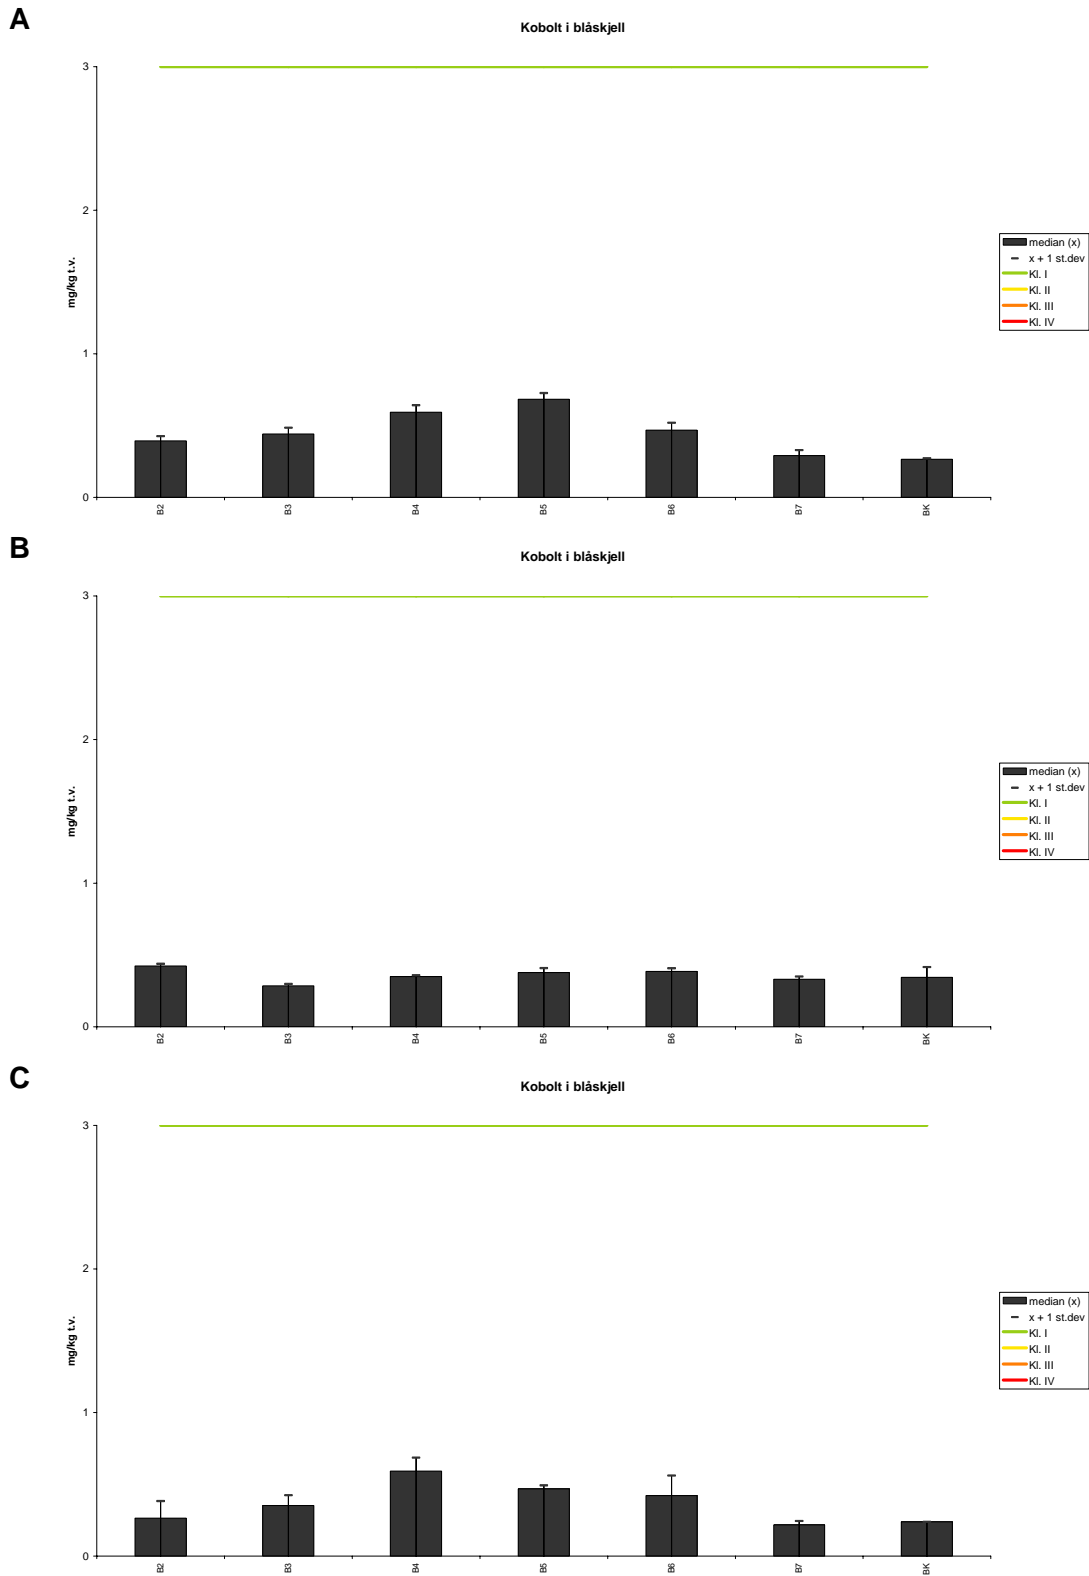 A
Kobolt i blåskjell
3
2
1
0
mg/kg t.v.
B2
B3
B4
B5
B6
B7
BK
median (x)
x + 1 st.dev
Kl. I
Kl. II
Kl. III
Kl. IV
B
Kobolt i blåskjell
3
2
1
0
mg/kg t.v.
B2
B3
B4
B5
B6
B7
BK
median (x)
x + 1 st.dev
Kl. I
Kl. II
Kl. III
Kl. IV
C
Kobolt i blåskjell
3
2
1
0
mg/kg t.v.
B2
B3
B4
B5
B6
B7
BK
median (x)
x + 1 st.dev
Kl. I
Kl. II
Kl. III
Kl. IV